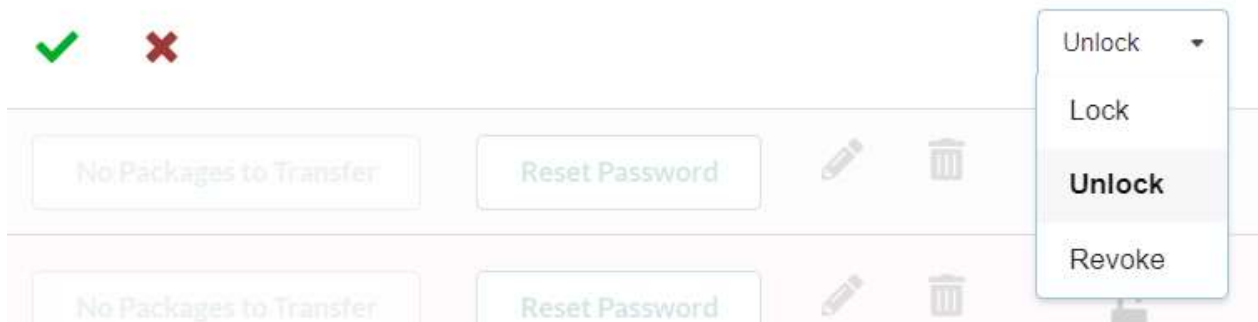 Unlock
Lock
No Packages to Transfer
Reset Password
Unlock
Revoke
No Packages to Transfer
Reset Password